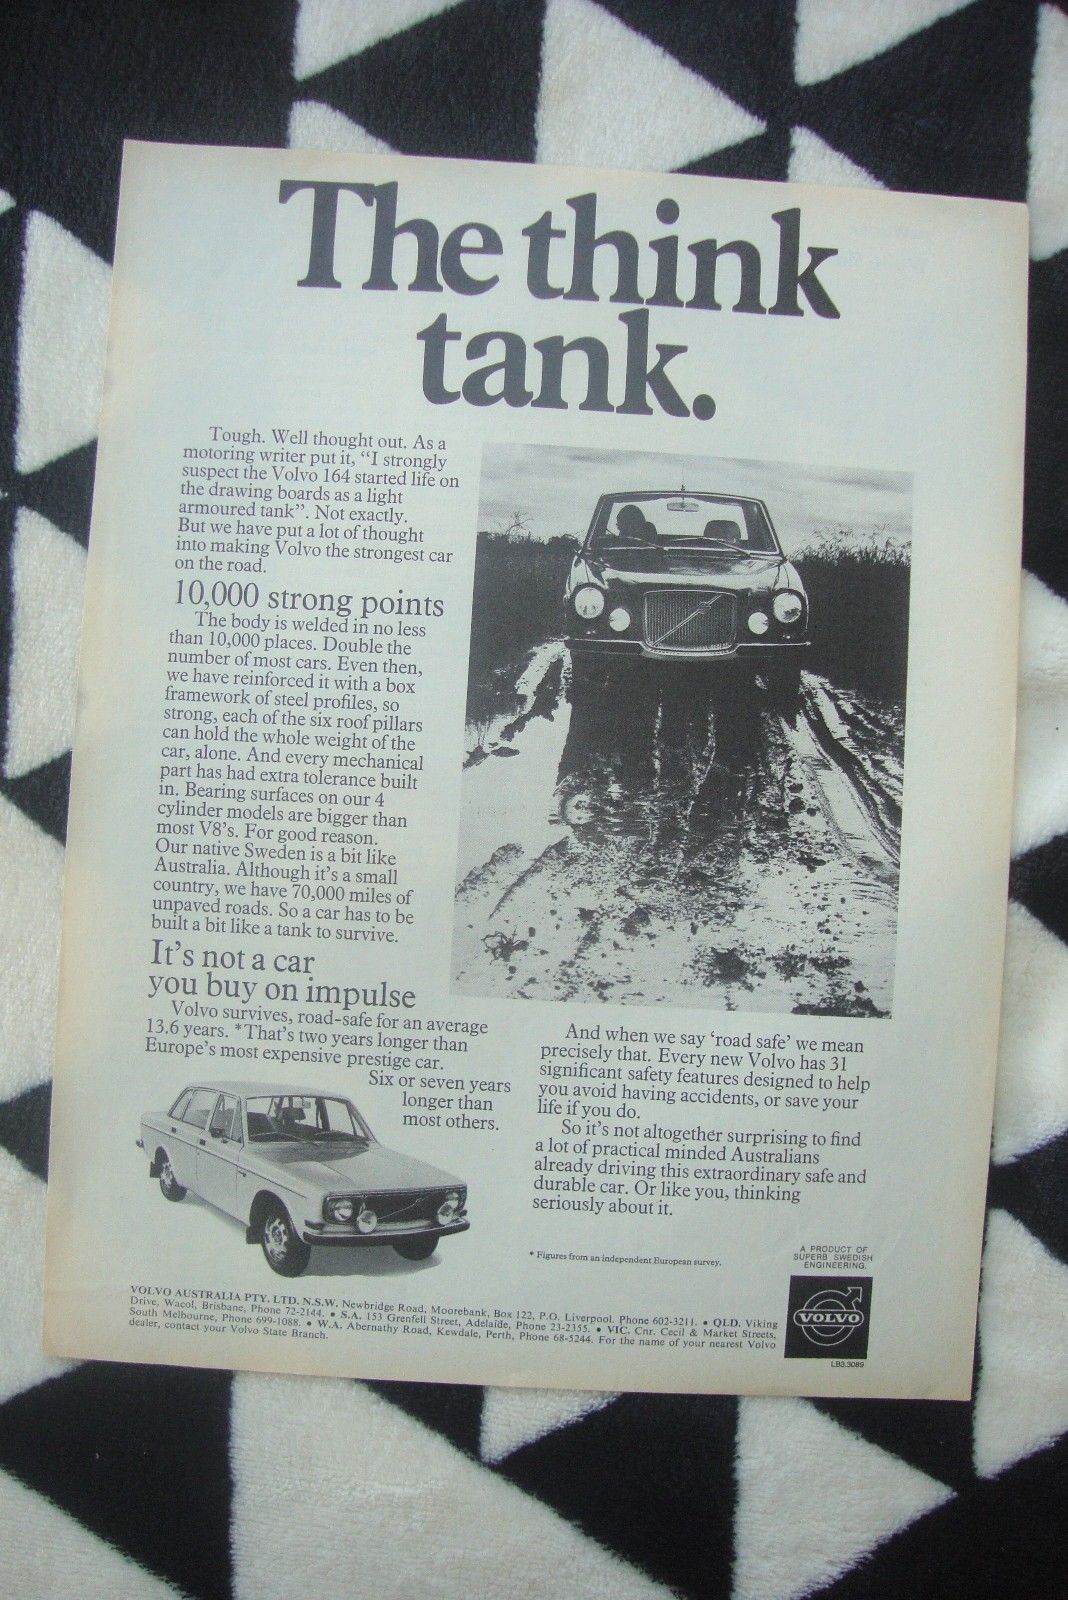 The think
tank.
Tough. Well thought out. As a
motoring writer put it, “I strongly
suspect the Volvo 164 started life on
the drawing boards as a light
armoured tank”. Not exactly.
But we have put a lot of thought
into making Volvo the strongest car
on the road.
10,000 strong points
The body is welded in no less
than 10,000 places. Double the
number of most cars. Even then,
we have reinforced it with a box
framework of steel profiles, so
strong, each of the six roof pillars
can hold the whole weight of the
car, alone. And every mechanical
part has had extra tolerance built
in. Bearing surfaces on our 4
cylinder models are bigger than
most V8's. For good reason.
Our native Sweden is a bit like
Australia. Although it's a small
country, we have 70,000 miles of
unpaved roads. So a car has to be
built a bit like a tank to survive.
It's not a car
you buy on impulse
Volvo survives, road-safe for an average
13.6 years. *That's two years longer than
Europe's most expensive prestige car.
Six or seven years
longer than
most others.
And when we say ‘road safe’ we mean
precisely that. Every new Volvo has 31
significant safety features designed to help
you avoid having accidents, or save your
life if you do.
So it's not altogether surprising to find
a lot of practical minded Australians
already driving this extraordinary safe and
durable car. Or like you, thinking
seriously about it.
* Figures from an independent European survey.
A PRODUCT OF
SUPERB SWEDISH
ENGINEERING.
VOLVO
LB3.3089
VOLVO AUSTRALIA PTY. LTD. N.S.W. Newbridge Road, Moorebank, Box 122, P.O. Liverpool. Phone 602-3211. • QLD. Viking
Drive, Wacol, Brisbane, Phone 72-2144. • S.A. 153 Grenfell Street, Adelaide, Phone 23-2355. • VIC. Cnr. Cecil & Market Streets,
South Melbourne, Phone 699-1088. • W.A. Abernathy Road, Kewdale, Perth, Phone 68-5244. For the name of your nearest Volvo
dealer, contact your Volvo State Branch.